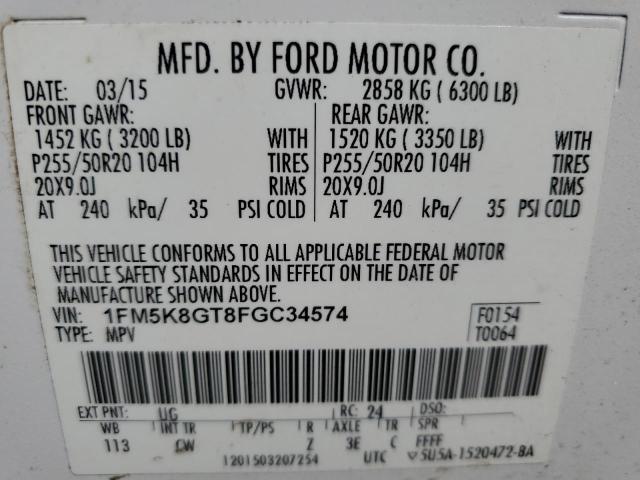 MFD. BY FORD MOTOR CO.
DATE: 03/15 GVWR: 2858 KG ( 6300 LB)
FRONT GAWR: REAR GAWR:
1452 KG ( 3200 LB) WITH 1520 KG ( 3350 LB) WITH
P255/50R20 104H TIRES P255/50R20 104H TIRES
20X9.0J RIMS 20X9.0J RIMS
AT 240 kPa/ 35 PSI COLD AT 240 kPa/ 35 PSI COLD
THIS VEHICLE CONFORMS TO ALL APPLICABLE FEDERAL MOTOR
VEHICLE SAFETY STANDARDS IN EFFECT ON THE DATE OF
MANUFACTURE SHOWN ABOVE.
VIN: 1FM5K8GT8FGC34574 F0154
TYPE: MPV T0064
EXT PNT: UG RC: 24 DSO:
WB INT TR TP/PS R AXLE TR SPR
113 CW Z 3E C FFFF
1201503207254 UTC 5U5A-1520472-BA